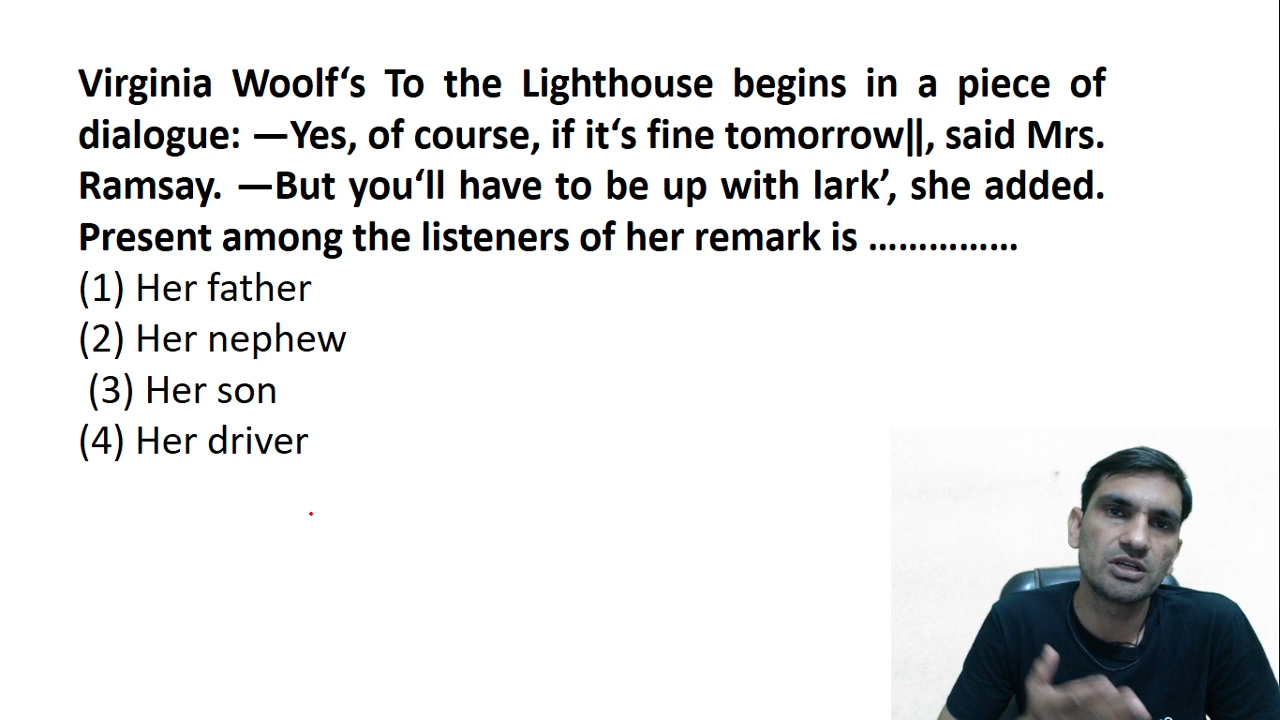 Virginia Woolf‘s To the Lighthouse begins in a piece of
dialogue: ―Yes, of course, if it‘s fine tomorrow‖, said Mrs.
Ramsay. ―But you‘ll have to be up with lark’, she added.
Present among the listeners of her remark is ……………
(1) Her father
(2) Her nephew
(3) Her son
(4) Her driver